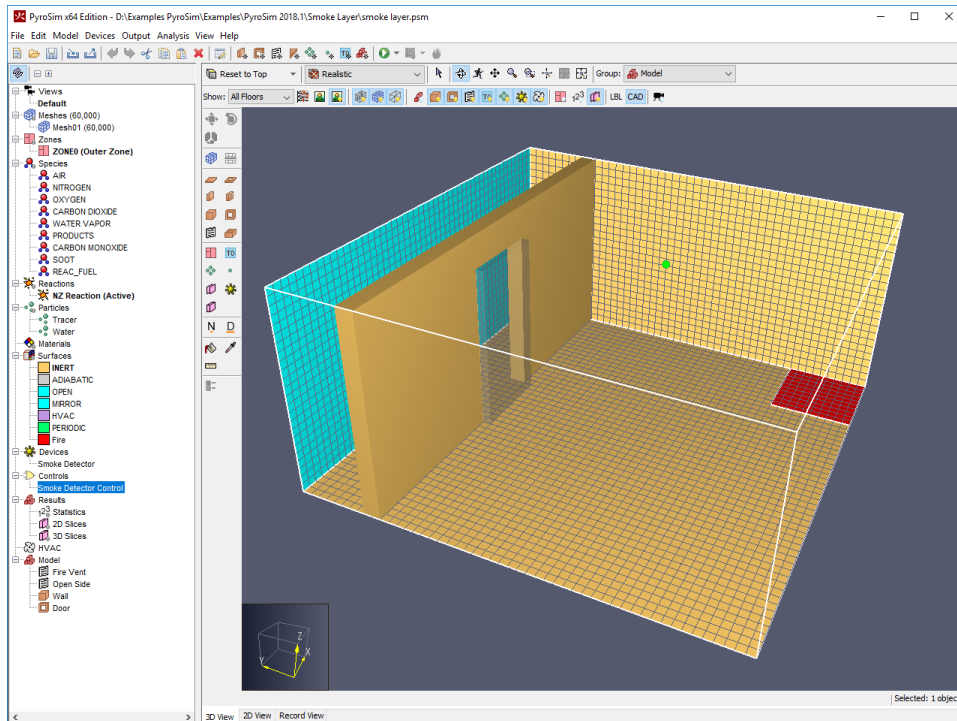 PyroSim x64 Edition - D:\Examples PyroSim\Examples\PyroSim 2018.1\Smoke Layer\smoke layer.psm
File Edit Model Devices Output Analysis View Help
Reset to Top Realistic Group: Model
Show: All Floors LBL CAD
Views
Default
Meshes (60,000)
Mesh01 (60,000)
Zones
ZONE0 (Outer Zone)
Species
AIR
NITROGEN
OXYGEN
CARBON DIOXIDE
WATER VAPOR
PRODUCTS
CARBON MONOXIDE
SOOT
REAC_FUEL
Reactions
NZ Reaction (Active)
Particles
Tracer
Water
Materials
Surfaces
INERT
ADIABATIC
OPEN
MIRROR
HVAC
PERIODIC
Fire
Devices
Smoke Detector
Controls
Smoke Detector Control
Results
Statistics
2D Slices
3D Slices
HVAC
Model
Fire Vent
Open Side
Wall
Door
N D
Z
Y X
Selected: 1 objec
3D View 2D View Record View